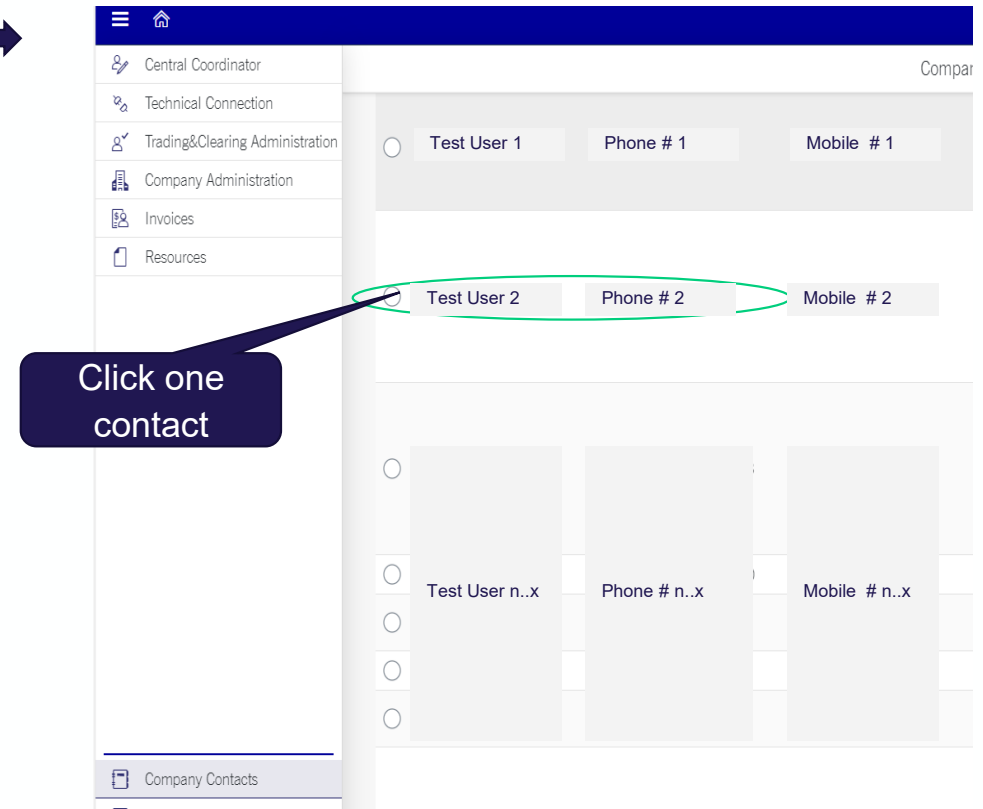 Central Coordinator
Compar
Technical Connection
Trading&Clearing Administration
Test User 1 Phone # 1 Mobile # 1
Company Administration
Invoices
Resources
Test User 2 Phone # 2 Mobile # 2
Click one
contact
Test User n..x Phone # n..x Mobile # n..x
Company Contacts